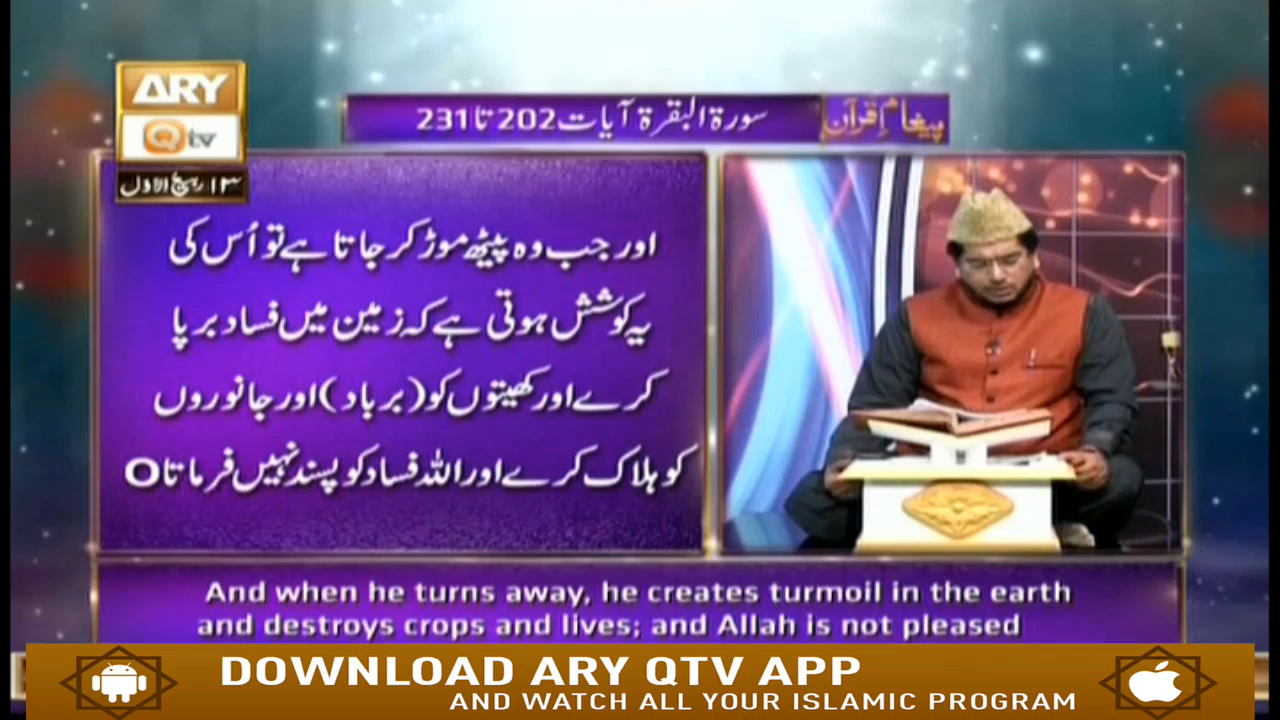 ARY
Qtv
۱۳ ربیع الاول
پیغامِ قرآن
سورۃ البقرۃ آیات 202 تا 231
اور جب وہ پیٹھ موڑ کر جاتا ہے تو اُس کی
یہ کوشش ہوتی ہے کہ زمین میں فساد برپا
کرے اور کھیتوں کو (برباد) اور جانوروں
کو ہلاک کرے اور اللہ فساد کو پسند نہیں فرماتا O
And when he turns away, he creates turmoil in the earth
and destroys crops and lives; and Allah is not pleased
DOWNLOAD ARY QTV APP
AND WATCH ALL YOUR ISLAMIC PROGRAM